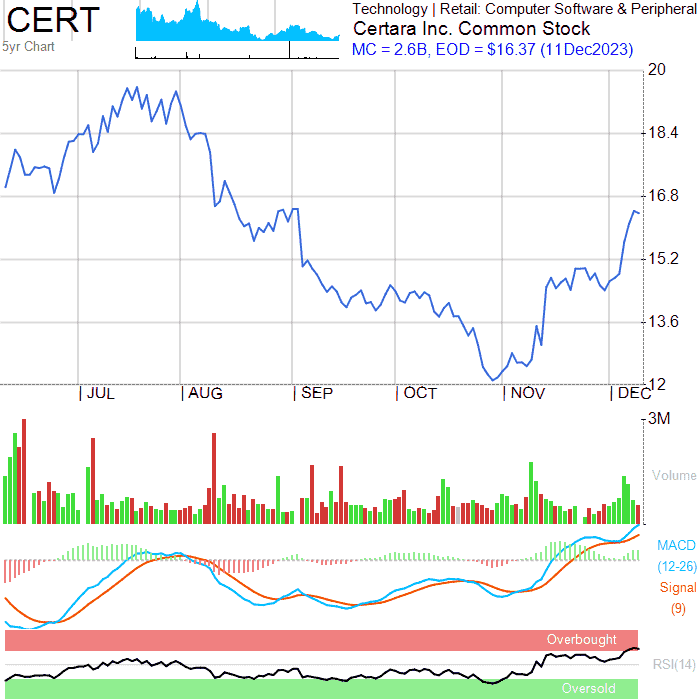 CERT
5yr Chart
Technology | Retail: Computer Software & Peripheral
Certara Inc. Common Stock
MC = 2.6B, EOD = $16.37 (11Dec2023)
20
18.4
16.8
15.2
13.6
12
JUL AUG SEP OCT NOV DEC
3M
Volume
MACD
(12-26)
Signal
(9)
Overbought
RSI(14)
Oversold